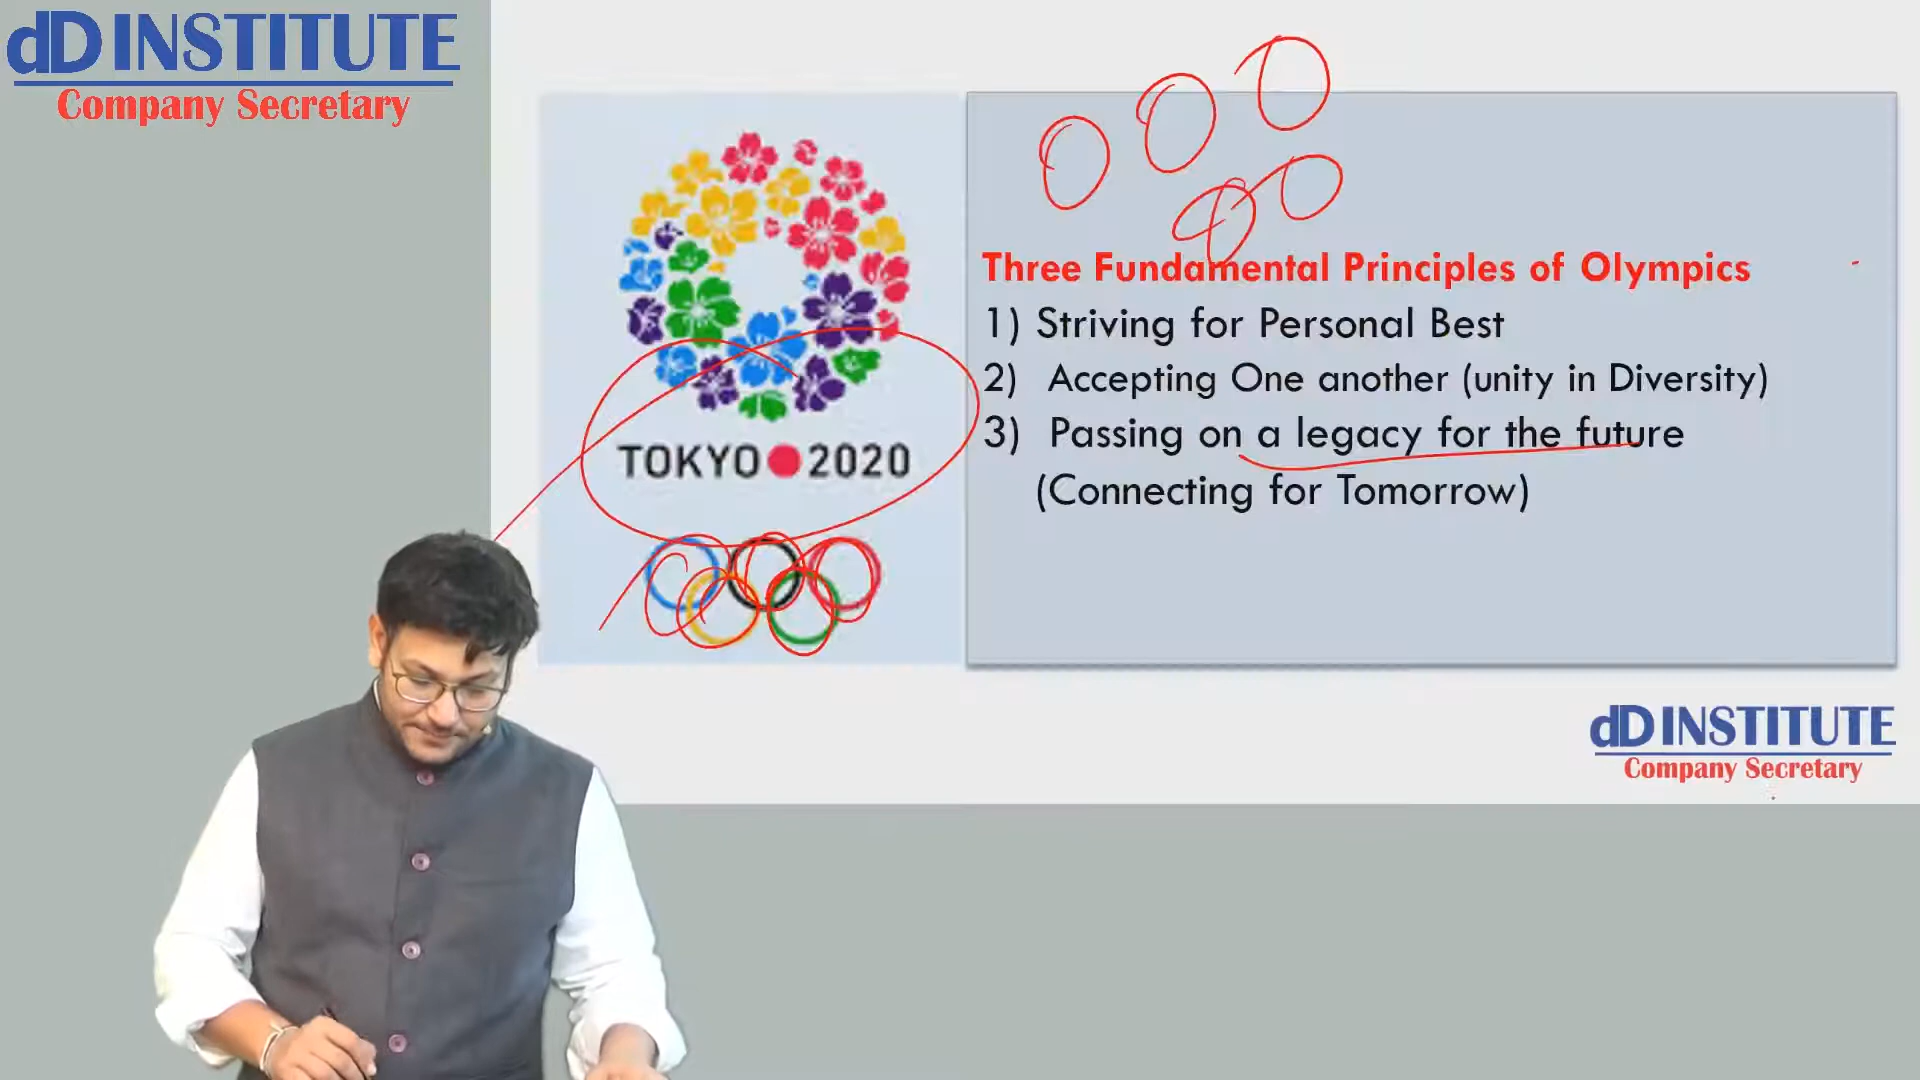 dD INSTITUTE
Company Secretary
TOKYO 2020
Three Fundamental Principles of Olympics
1) Striving for Personal Best
2) Accepting One another (unity in Diversity)
3) Passing on a legacy for the future
(Connecting for Tomorrow)
dD INSTITUTE
Company Secretary